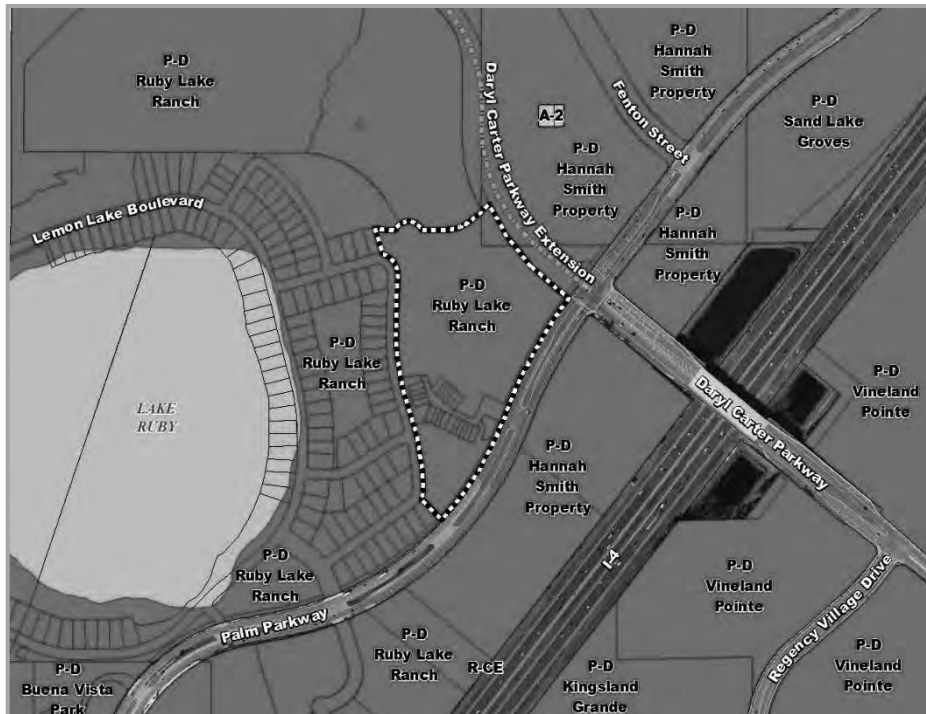 P-D
Ruby Lake
Ranch
Daryl Carter Parkway Extension
A-2
Fenton Street
P-D
Hannah
Smith
Property
P-D
Sand Lake
Groves
P-D
Hannah
Smith
Property
Lemon Lake Boulevard
P-D
Hannah
Smith
Property
P-D
Ruby Lake
Ranch
P-D
Ruby Lake
Ranch
LAKE
RUBY
P-D
Vineland
Pointe
Daryl Carter Parkway
P-D
Hannah
Smith
Property
I-4
P-D
Ruby Lake
Ranch
P-D
Vineland
Pointe
Regency Village Drive
Palm Parkway
P-D
Ruby Lake
Ranch
R-CE
P-D
Kingsland
Grande
P-D
Vineland
Pointe
P-D
Buena Vista
Park